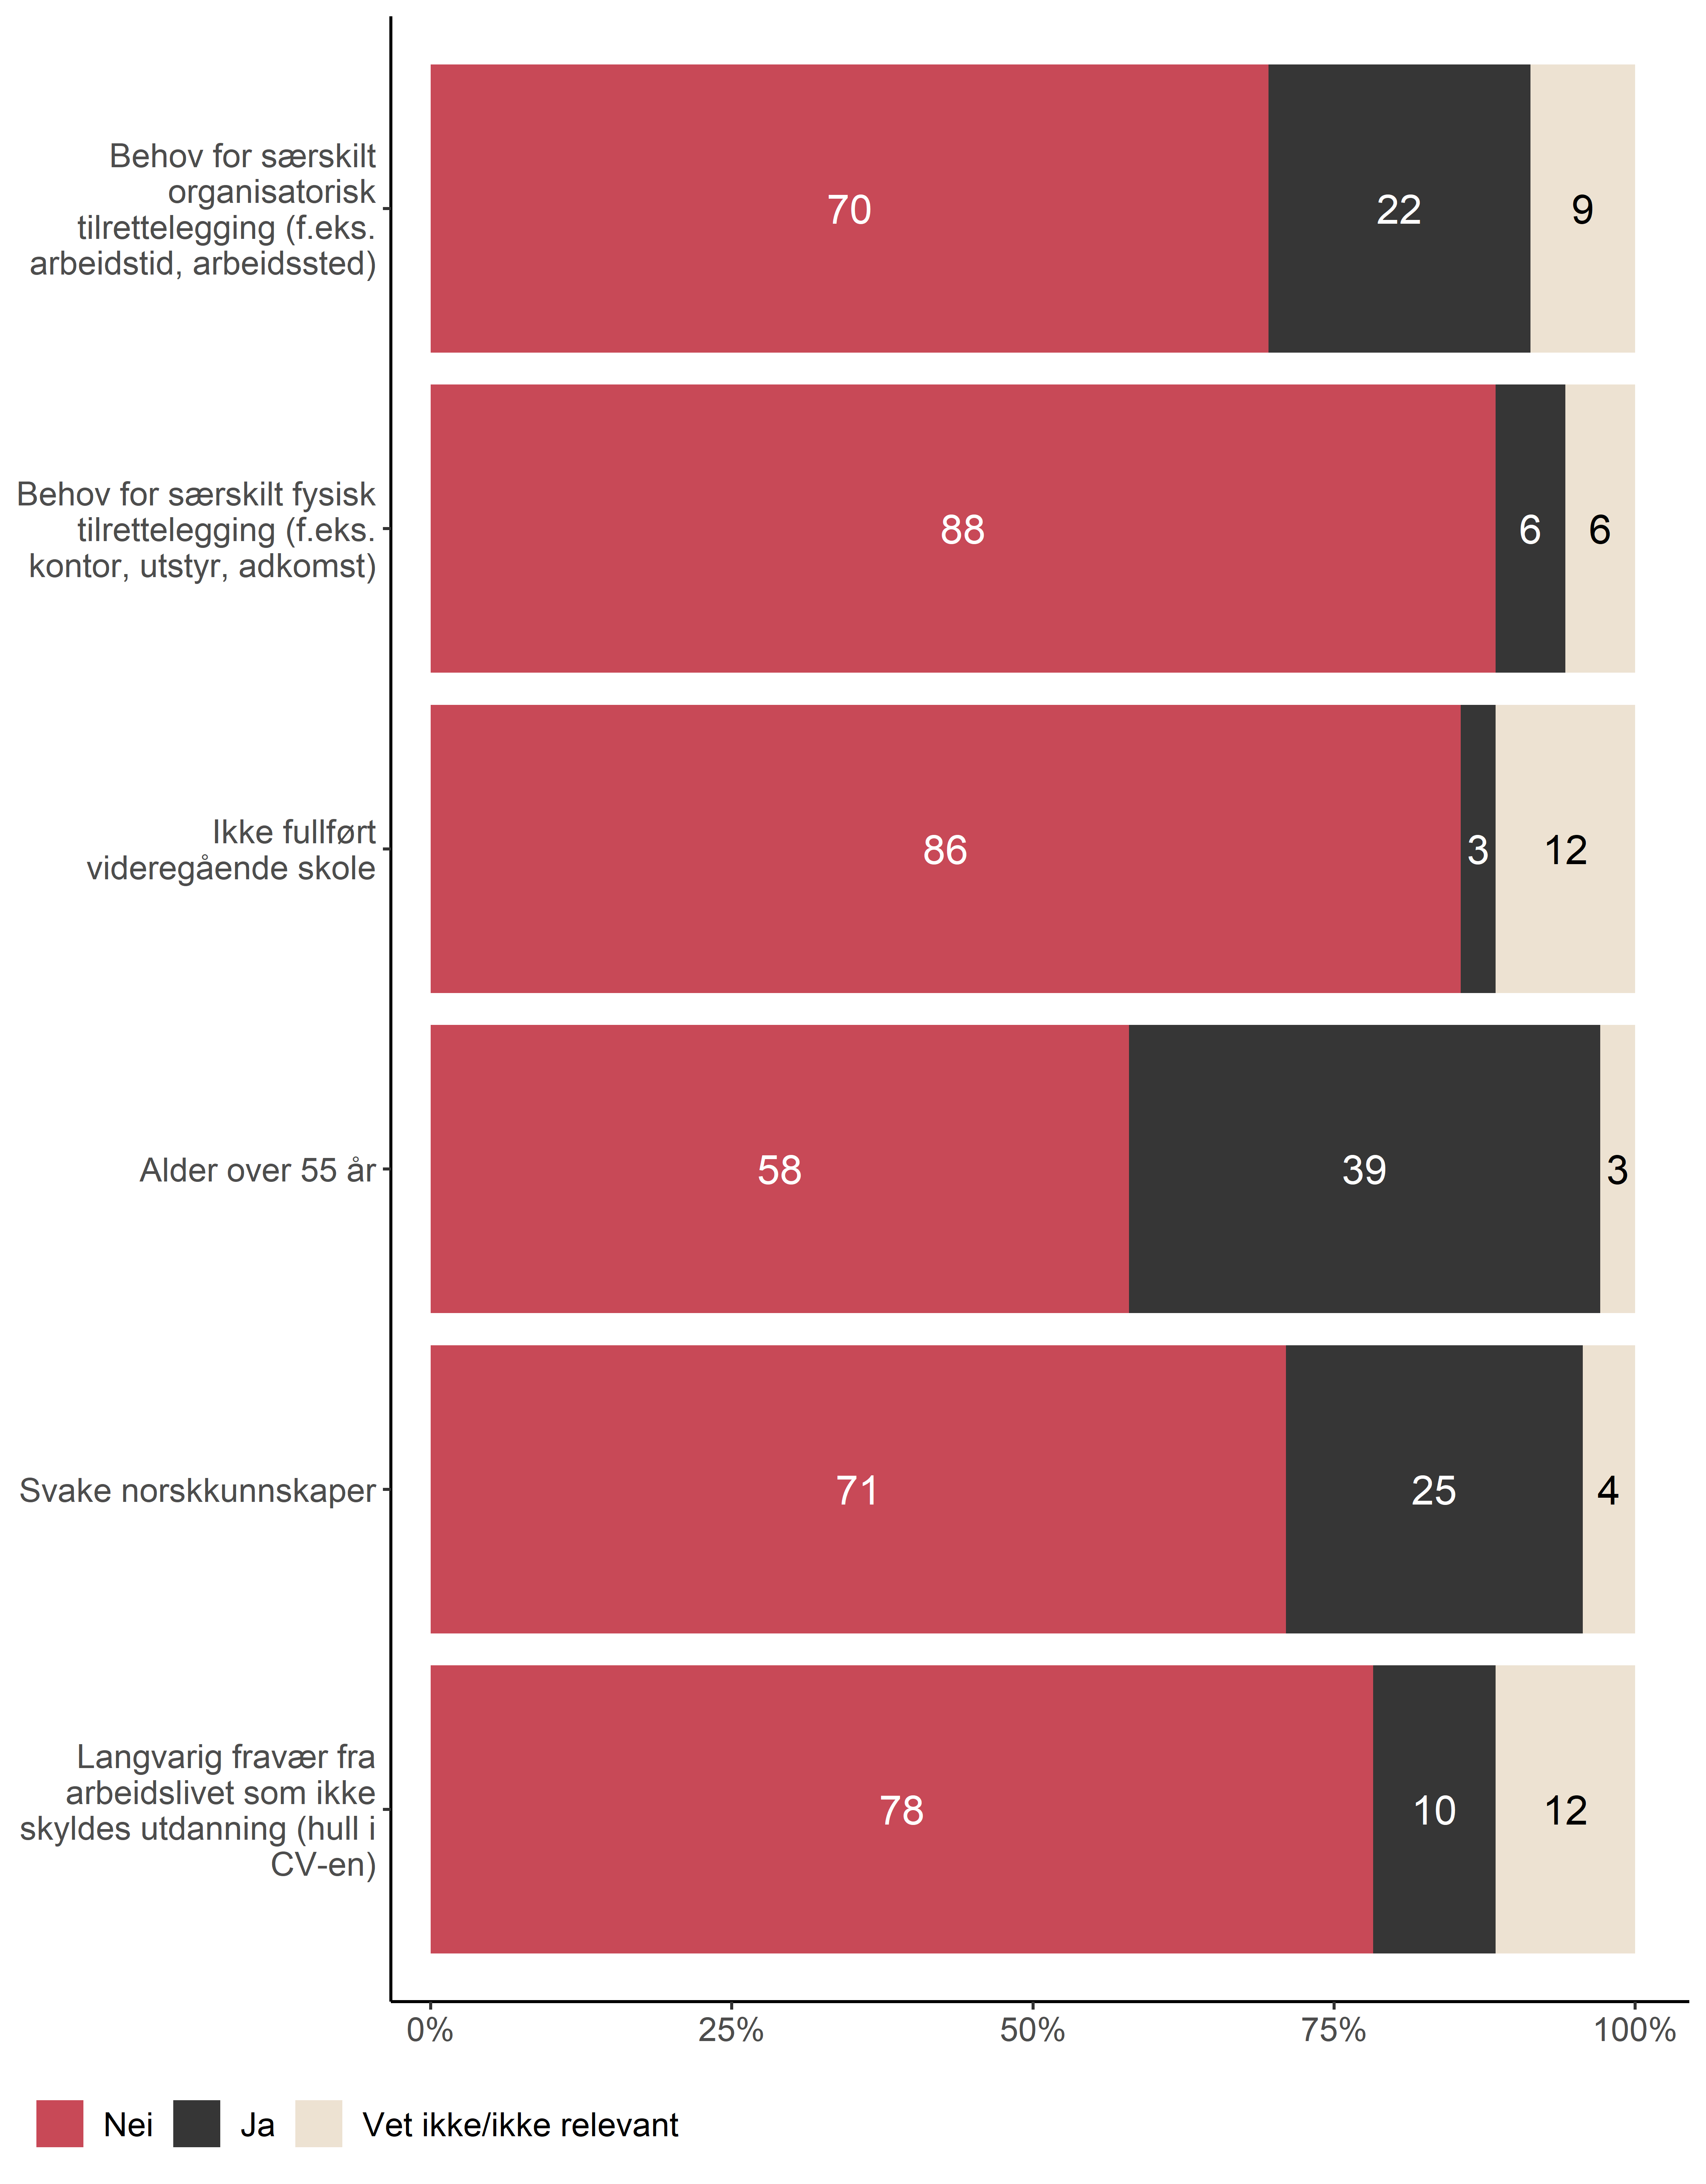 Behov for særskilt
organisatorisk
tilrettelegging (f.eks.
arbeidstid, arbeidssted)
70 22 9
Behov for særskilt fysisk
tilrettelegging (f.eks.
kontor, utstyr, adkomst)
88 6 6
Ikke fullført
videregående skole
86 3 12
Alder over 55 år
58 39 3
Svake norskkunnskaper
71 25 4
Langvarig fravær fra
arbeidslivet som ikke
skyldes utdanning (hull i
CV-en)
78 10 12
0% 25% 50% 75% 100%
Nei Ja Vet ikke/ikke relevant